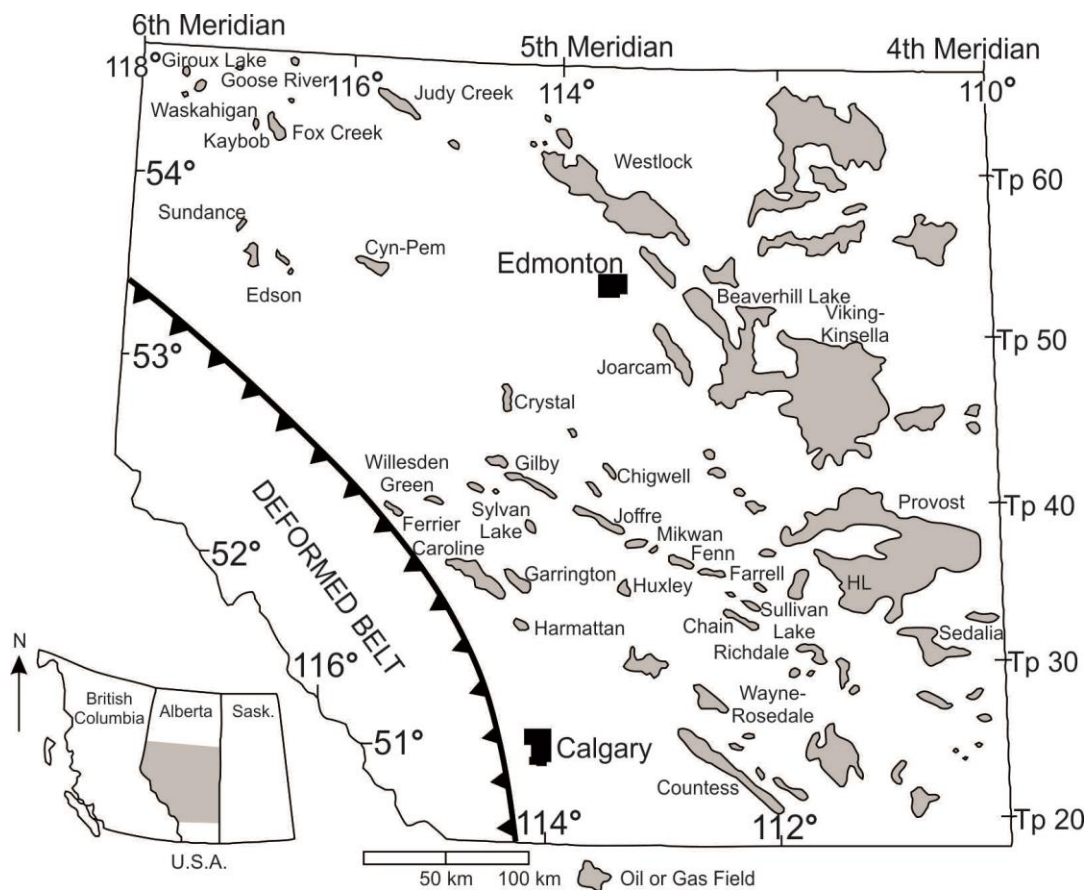 6th Meridian
5th Meridian
4th Meridian
118°
Giroux Lake
Goose River
116°
Judy Creek
114°
110°
Waskahigan
Kaybob
Fox Creek
Westlock
54°
Tp 60
Sundance
Cyn-Pem
Edmonton
Edson
Beaverhill Lake
Viking-
Kinsella
53°
Tp 50
Joarcam
Crystal
Willesden
Green
Gilby
Chigwell
Provost
Tp 40
Sylvan
Lake
Joffre
Ferrier
Mikwan
Caroline
Fenn
52°
DEFORMED BELT
Garrington
Huxley
Farrell
HL
Harmattan
Chain
Sullivan
Lake
Richdale
Sedalia
Tp 30
N
116°
British
Columbia
Alberta
Sask.
Wayne-
Rosedale
51°
Calgary
Countess
114°
112°
Tp 20
U.S.A.
50 km
100 km
Oil or Gas Field